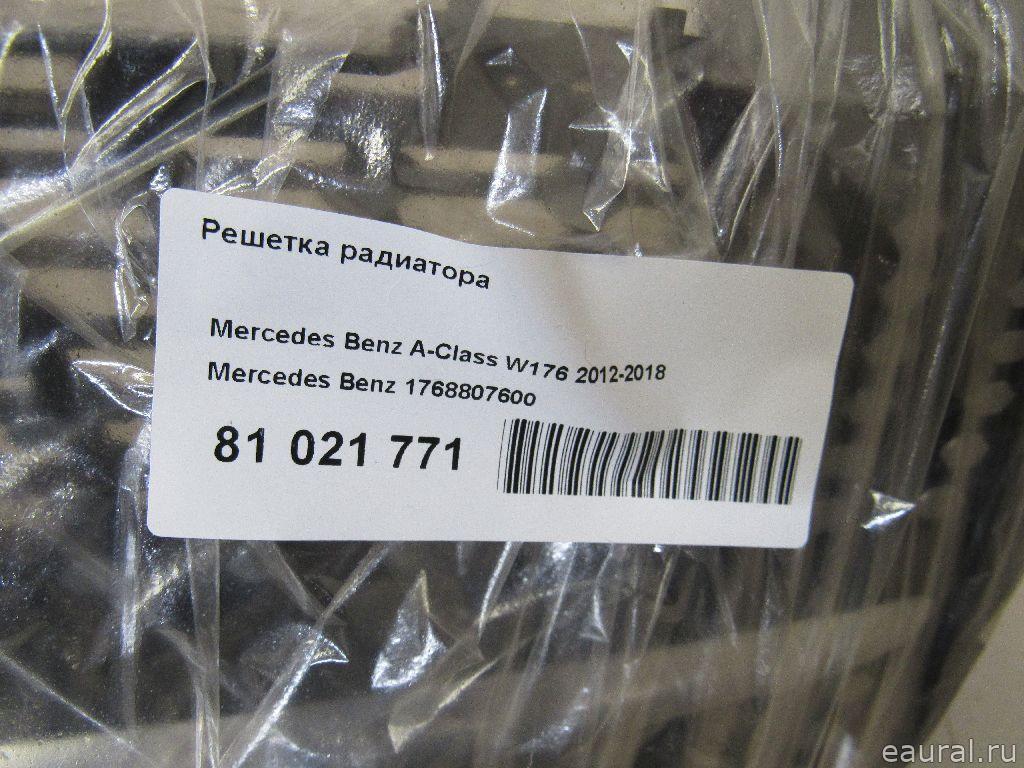 Решетка радиатора
Mercedes Benz A-Class W176 2012-2018
Mercedes Benz 1768807600
81 021 771
eaural.ru